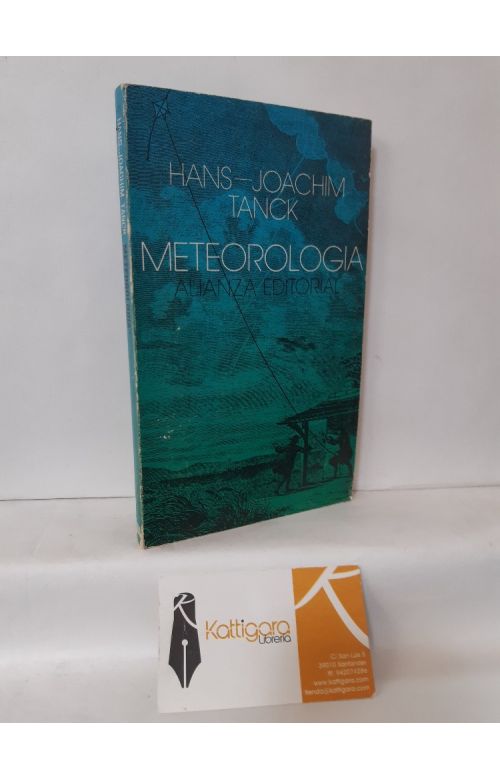 HANS-JOACHIM
TANCK
METEOROLOGIA
ALIANZA EDITORIAL
HANS-JOACHIM TANCK METEOROLOGIA
Kattigara
Librería
C/ San Luis 5
39010 Santander
www.kattigara.com
tienda@kattigara.com